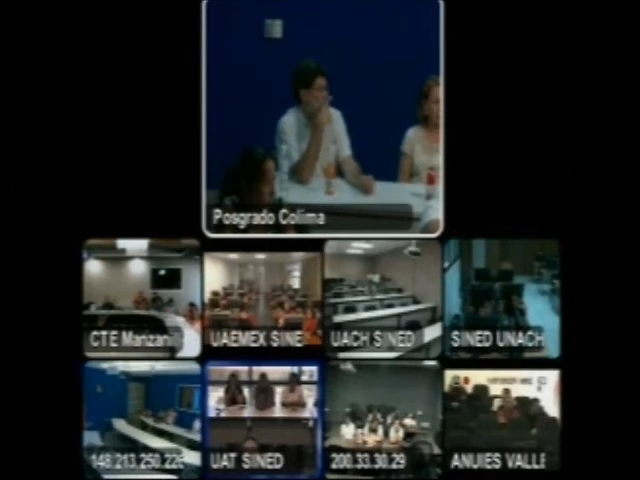 Posgrado Colima
CTE Manzani
UAEMEX SINE
UACH SINED
SINED UNACH
148.213.250.226
UAT SINED
200.33.30.29
ANUIES VALLE